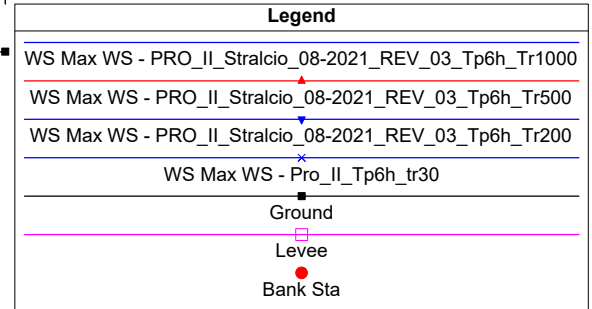 Legend
WS Max WS - PRO_II_Stralcio_08-2021_REV_03_Tp6h_Tr1000
WS Max WS - PRO_II_Stralcio_08-2021_REV_03_Tp6h_Tr500
WS Max WS - PRO_II_Stralcio_08-2021_REV_03_Tp6h_Tr200
WS Max WS - Pro_II_Tp6h_tr30
Ground
Levee
Bank Sta